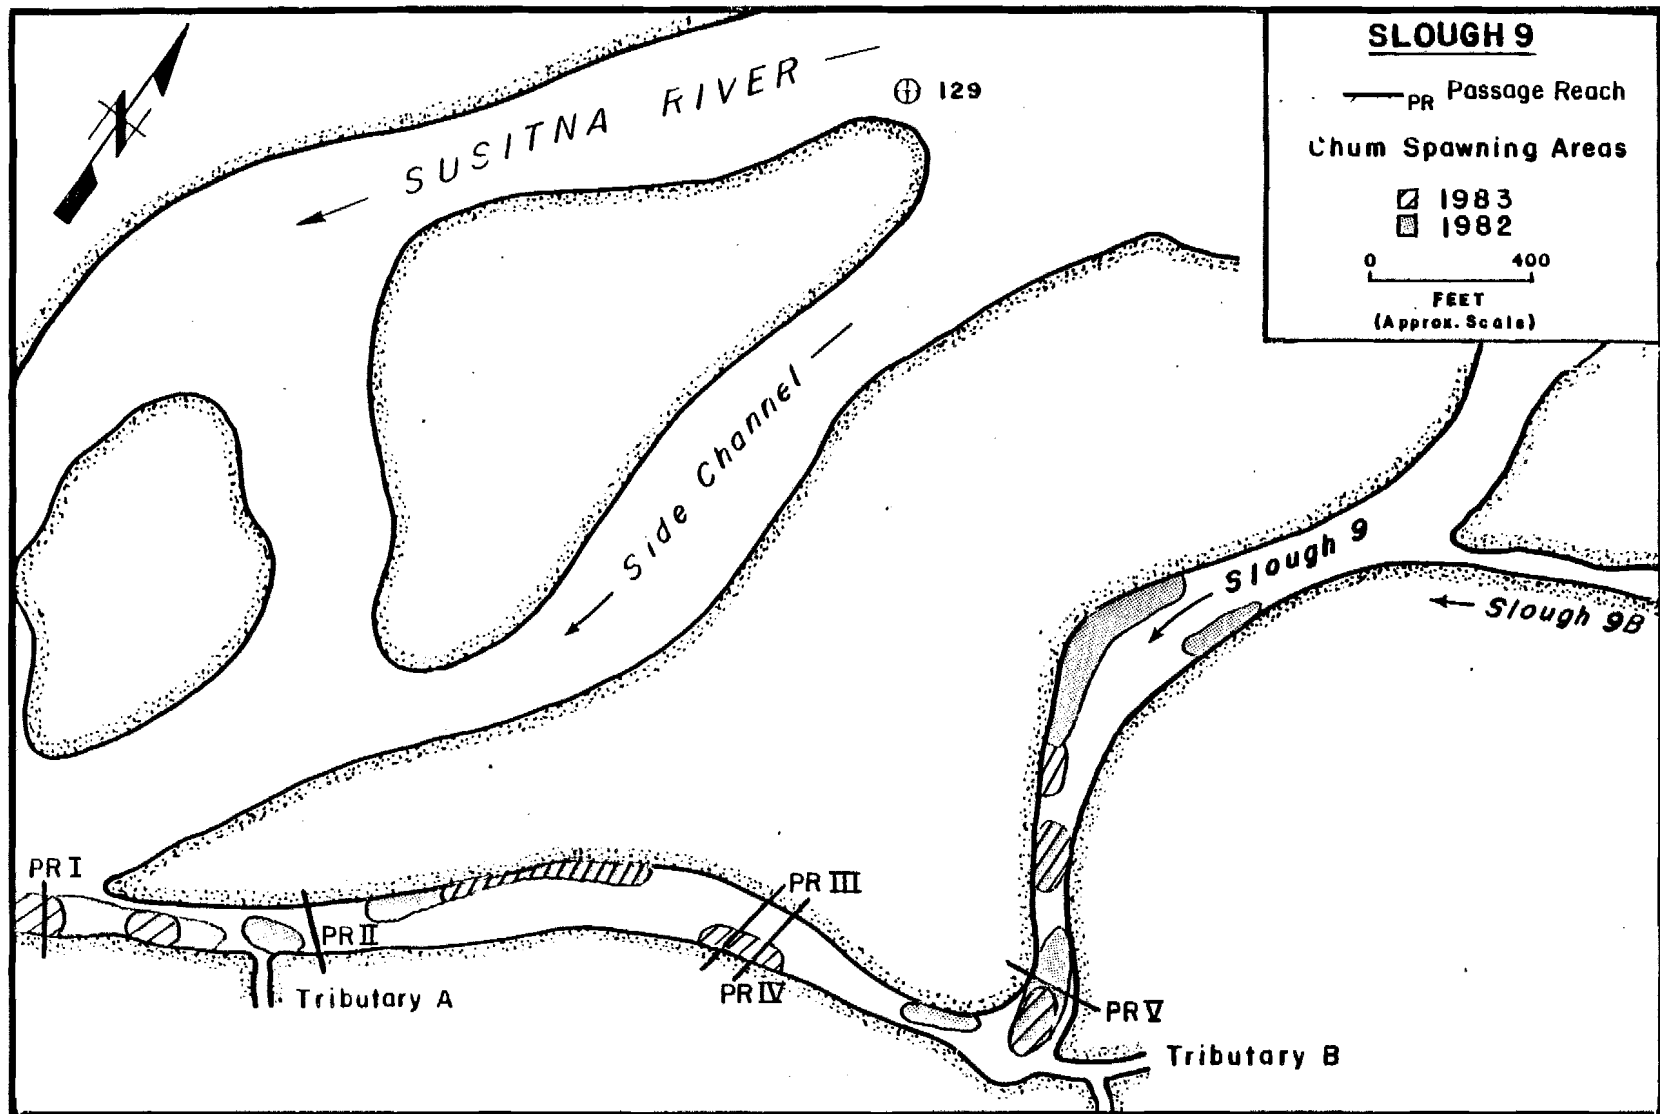 SLOUGH 9
PR Passage Reach
Chum Spawning Areas
1983
1982
0 400
FEET
(Approx. Scale)
SUSITNA RIVER
129
Side Channel
Slough 9
Slough 9B
PR I
PR II
PR III
PR IV
PR V
Tributary A
Tributary B